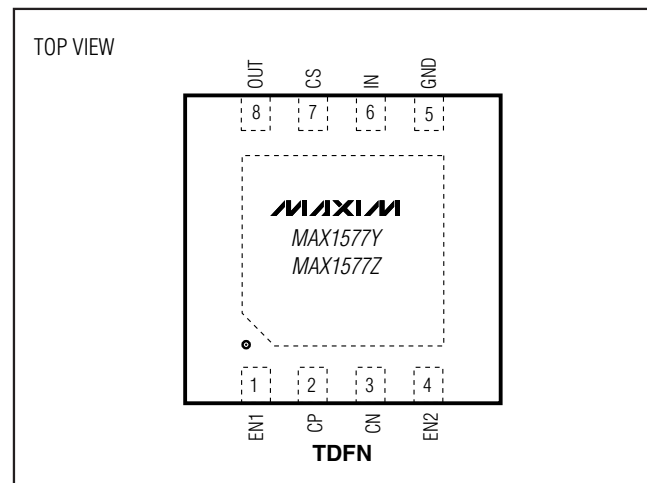 TOP VIEW
OUT CS IN GND
8 7 6 5
MAXIM
MAX1577Y
MAX1577Z
1 2 3 4
EN1 CP CN EN2
TDFN